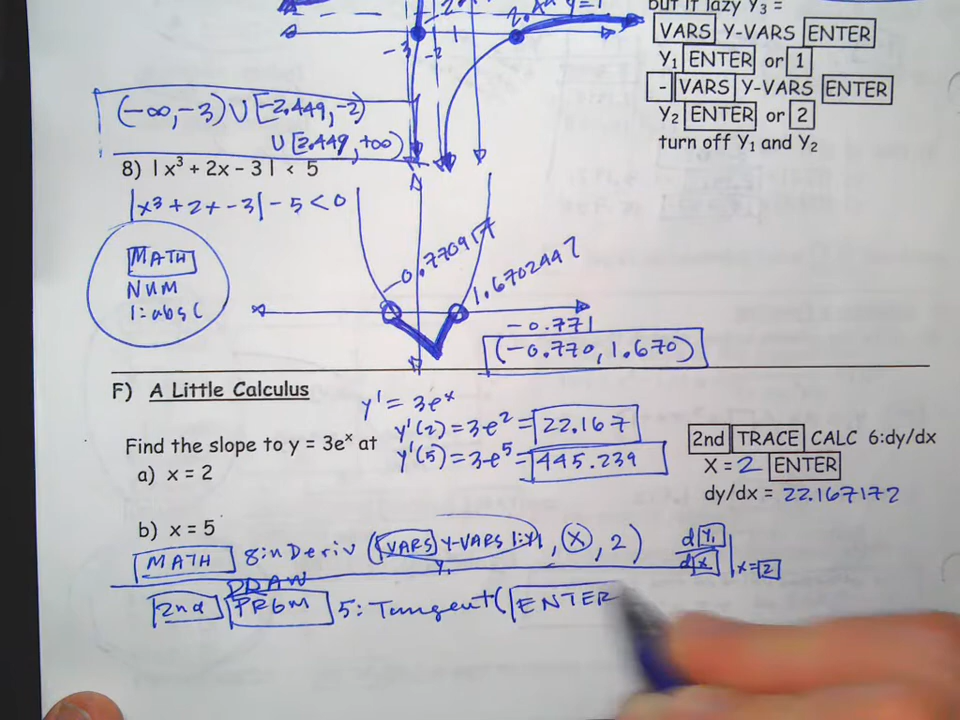 but if lazy Y3 =
VARS Y-VARS ENTER
Y1 ENTER or 1
- VARS Y-VARS ENTER
Y2 ENTER or 2
turn off Y1 and Y2
-3 -2 1
(-∞,-3) U [-2.449,-2)
U [2.449,+∞)
8) |x³ + 2x - 3| < 5
|x³ + 2x - 3| - 5 < 0
MATH
NUM
1:abs(
-0.770917
1.6702447
-0.771
(-0.770, 1.670)
F) A Little Calculus
y' = 3eˣ
y'(2) = 3e² = 22.167
y'(5) = 3e⁵ = 445.239
Find the slope to y = 3eˣ at
a) x = 2
2nd TRACE CALC 6:dy/dx
X = 2 ENTER
dy/dx = 22.167172
b) x = 5
MATH 8:nDeriv (VARS Y-VARS 1:Y1, X, 2)
Y1
d Y1
d X | x=2
DRAW
2nd PRGM 5:Tangent( ENTER